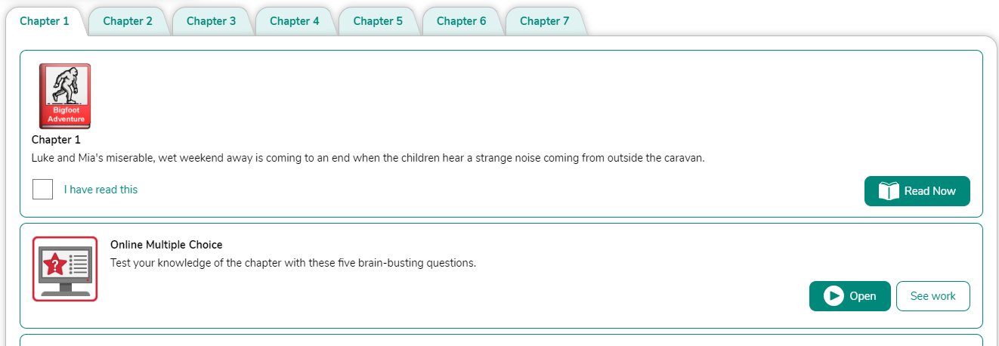 Chapter 1
Chapter 2
Chapter 3
Chapter 4
Chapter 5
Chapter 6
Chapter 7
Bigfoot
Adventure
Chapter 1
Luke and Mia's miserable, wet weekend away is coming to an end when the children hear a strange noise coming from outside the caravan.
I have read this
Read Now
?
Online Multiple Choice
Test your knowledge of the chapter with these five brain-busting questions.
Open
See work